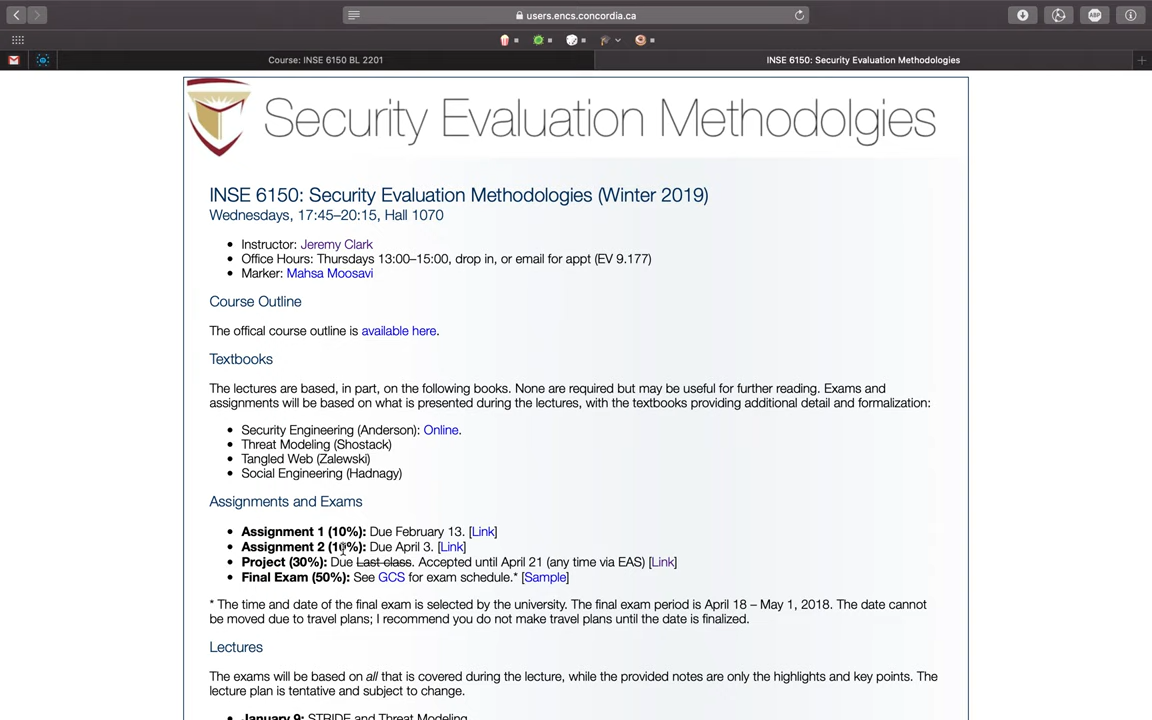 users.encs.concordia.ca
ABP
Course: INSE 6150 BL 2201
INSE 6150: Security Evaluation Methodologies
Security Evaluation Methodolgies
INSE 6150: Security Evaluation Methodologies (Winter 2019)
Wednesdays, 17:45–20:15, Hall 1070
• Instructor: Jeremy Clark
• Office Hours: Thursdays 13:00–15:00, drop in, or email for appt (EV 9.177)
• Marker: Mahsa Moosavi
Course Outline
The offical course outline is available here.
Textbooks
The lectures are based, in part, on the following books. None are required but may be useful for further reading. Exams and
assignments will be based on what is presented during the lectures, with the textbooks providing additional detail and formalization:
• Security Engineering (Anderson): Online.
• Threat Modeling (Shostack)
• Tangled Web (Zalewski)
• Social Engineering (Hadnagy)
Assignments and Exams
• Assignment 1 (10%): Due February 13. [Link]
• Assignment 2 (10%): Due April 3. [Link]
• Project (30%): Due Last class. Accepted until April 21 (any time via EAS) [Link]
• Final Exam (50%): See GCS for exam schedule.* [Sample]
* The time and date of the final exam is selected by the university. The final exam period is April 18 – May 1, 2018. The date cannot
be moved due to travel plans; I recommend you do not make travel plans until the date is finalized.
Lectures
The exams will be based on all that is covered during the lecture, while the provided notes are only the highlights and key points. The
lecture plan is tentative and subject to change.
• January 9: STRIDE and Threat Modeling